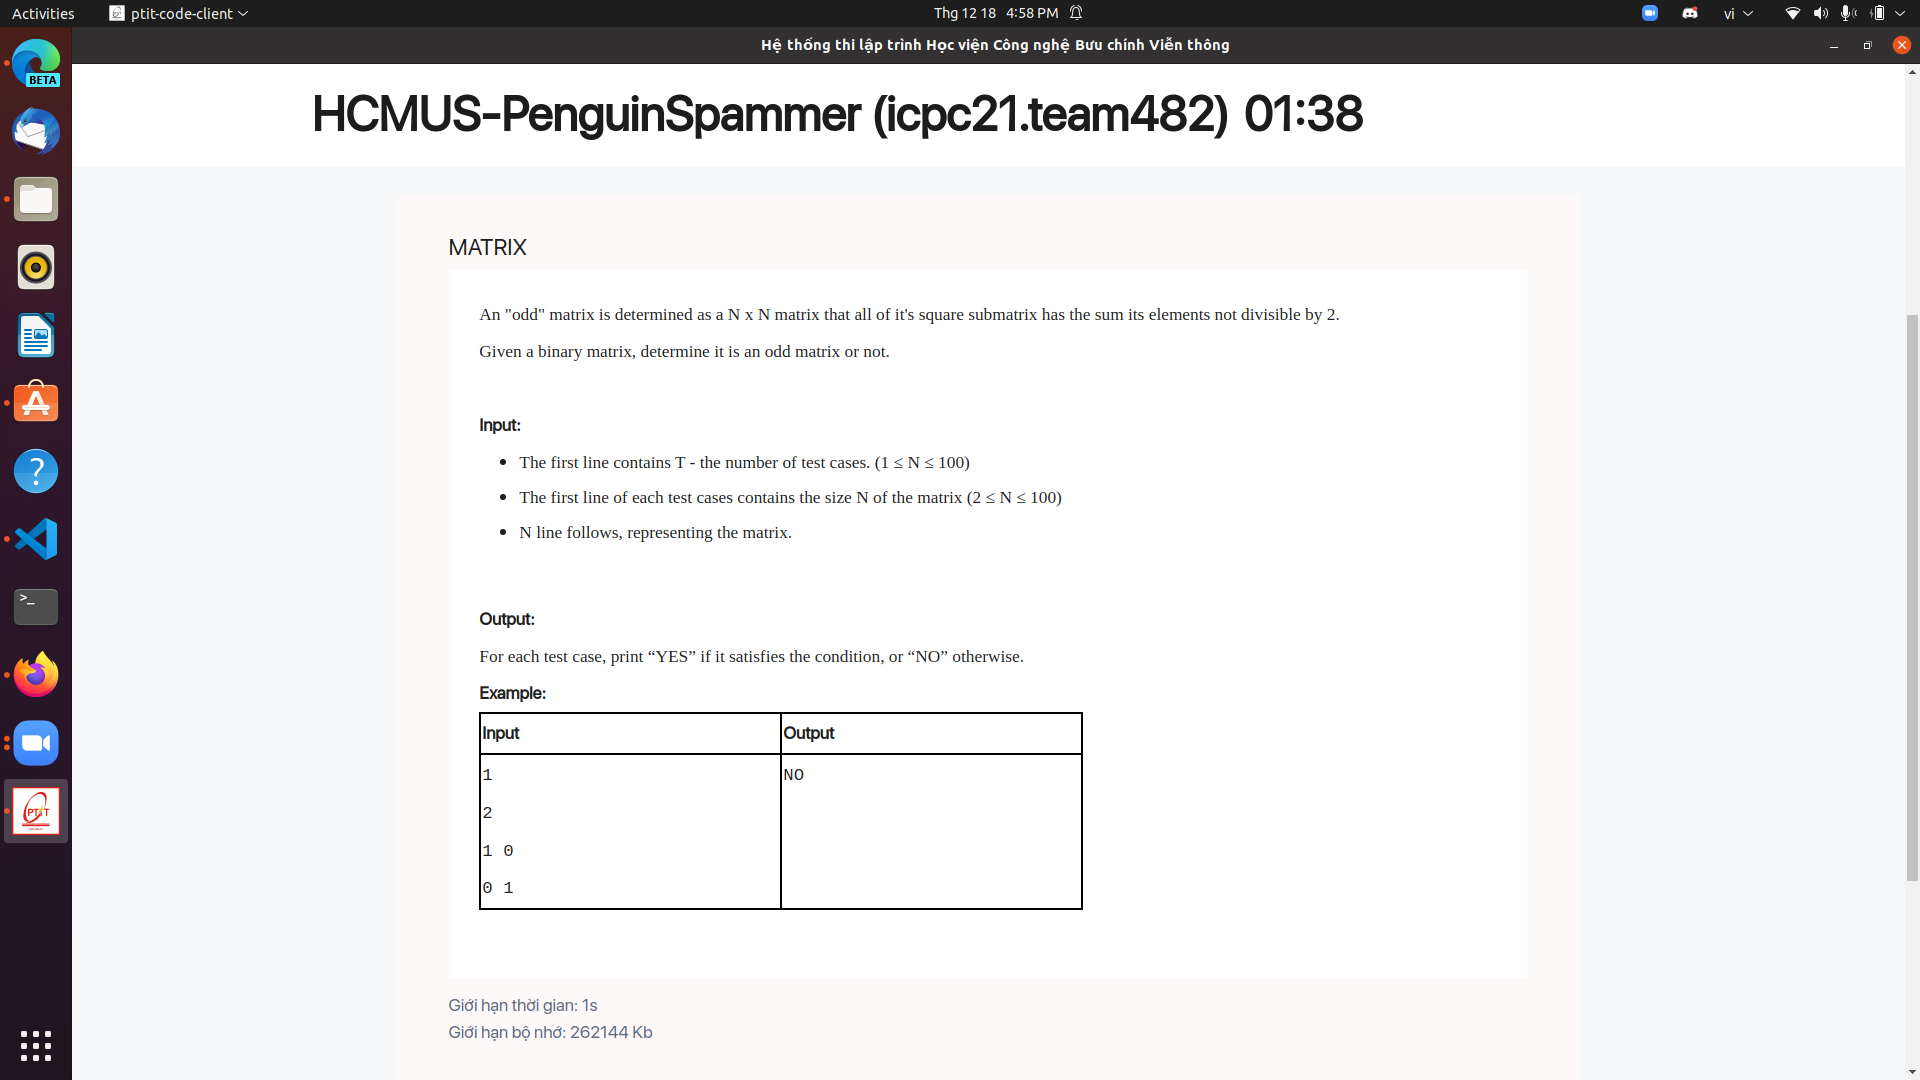 Activities
ptit-code-client
Thg 12 18 4:58 PM
vi
Hệ thống thi lập trình Học viện Công nghệ Bưu chính Viễn thông
BETA
HCMUS-PenguinSpammer (icpc21.team482) 01:38
MATRIX
An "odd" matrix is determined as a N x N matrix that all of it's square submatrix has the sum its elements not divisible by 2.
Given a binary matrix, determine it is an odd matrix or not.
Input:
The first line contains T - the number of test cases. (1 ≤ N ≤ 100)
The first line of each test cases contains the size N of the matrix (2 ≤ N ≤ 100)
N line follows, representing the matrix.
Output:
For each test case, print “YES” if it satisfies the condition, or “NO” otherwise.
Example:
Input Output
1 NO
2
1 0
0 1
PTIT
Giới hạn thời gian: 1s
Giới hạn bộ nhớ: 262144 Kb